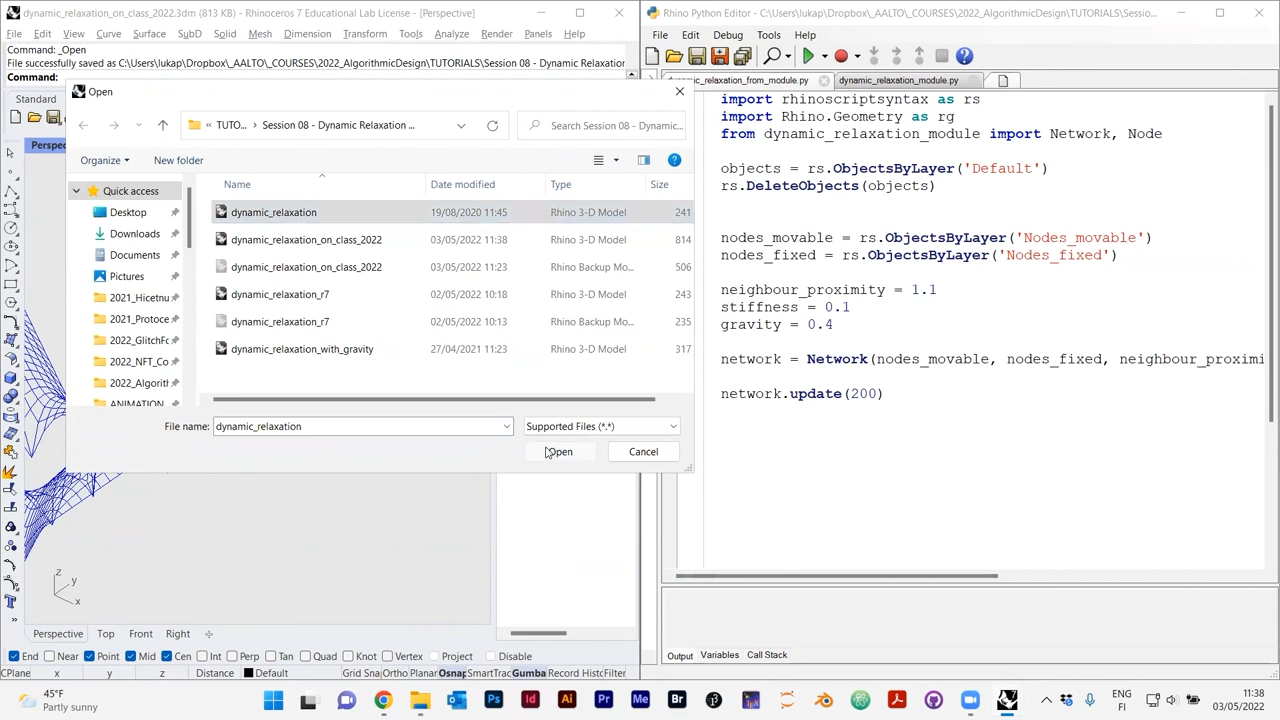 dynamic_relaxation_on_class_2022.3dm (813 KB) - Rhinoceros 7 Educational Lab License - [Perspective]
File Edit View Curve Surface SubD Solid Mesh Dimension Transform Tools Analyze Render Panels Help
Command: _Open
File successfully saved as C:\Users\lukap\Dropbox\_AALTO\_COURSES\2022_AlgorithmicDesign\TUTORIALS\Session 08 - Dynamic Relaxation
Command:
Standard
Perspec
Open
TUTO... Session 08 - Dynamic Relaxation ...
Search Session 08 - Dynamic...
Organize New folder
Name Date modified Type Size
Quick access
Desktop
Downloads
Documents
Pictures
2021_Hicetnu
2021_Protoce
2022_GlitchFo
2022_NFT_Co
2022_Algorith
ANIMATION
dynamic_relaxation 19/08/2020 11:45 Rhino 3-D Model 241
dynamic_relaxation_on_class_2022 03/05/2022 11:38 Rhino 3-D Model 814
dynamic_relaxation_on_class_2022 03/05/2022 11:23 Rhino Backup Mo... 506
dynamic_relaxation_r7 02/05/2022 10:18 Rhino 3-D Model 243
dynamic_relaxation_r7 02/05/2022 10:13 Rhino Backup Mo... 235
dynamic_relaxation_with_gravity 27/04/2021 11:23 Rhino 3-D Model 317
File name: dynamic_relaxation Supported Files (*.*)
Open Cancel
z
y
x
Perspective Top Front Right
End Near Point Mid Cen Int Perp Tan Quad Knot Vertex Project Disable
CPlane x y z Distance Default Grid Sna Ortho Planar Osna SmartTrac Gumba Record Histo Filter
Rhino Python Editor - C:\Users\lukap\Dropbox\_AALTO\_COURSES\2022_AlgorithmicDesign\TUTORIALS\Sessio...
File Edit Debug Tools Help
dynamic_relaxation_from_module.py dynamic_relaxation_module.py
import rhinoscriptsyntax as rs
import Rhino.Geometry as rg
from dynamic_relaxation_module import Network, Node
objects = rs.ObjectsByLayer('Default')
rs.DeleteObjects(objects)
nodes_movable = rs.ObjectsByLayer('Nodes_movable')
nodes_fixed = rs.ObjectsByLayer('Nodes_fixed')
neighbour_proximity = 1.1
stiffness = 0.1
gravity = 0.4
network = Network(nodes_movable, nodes_fixed, neighbour_proximi
network.update(200)
Output Variables Call Stack
45°F
Partly sunny
ENG
FI
11:38
03/05/2022